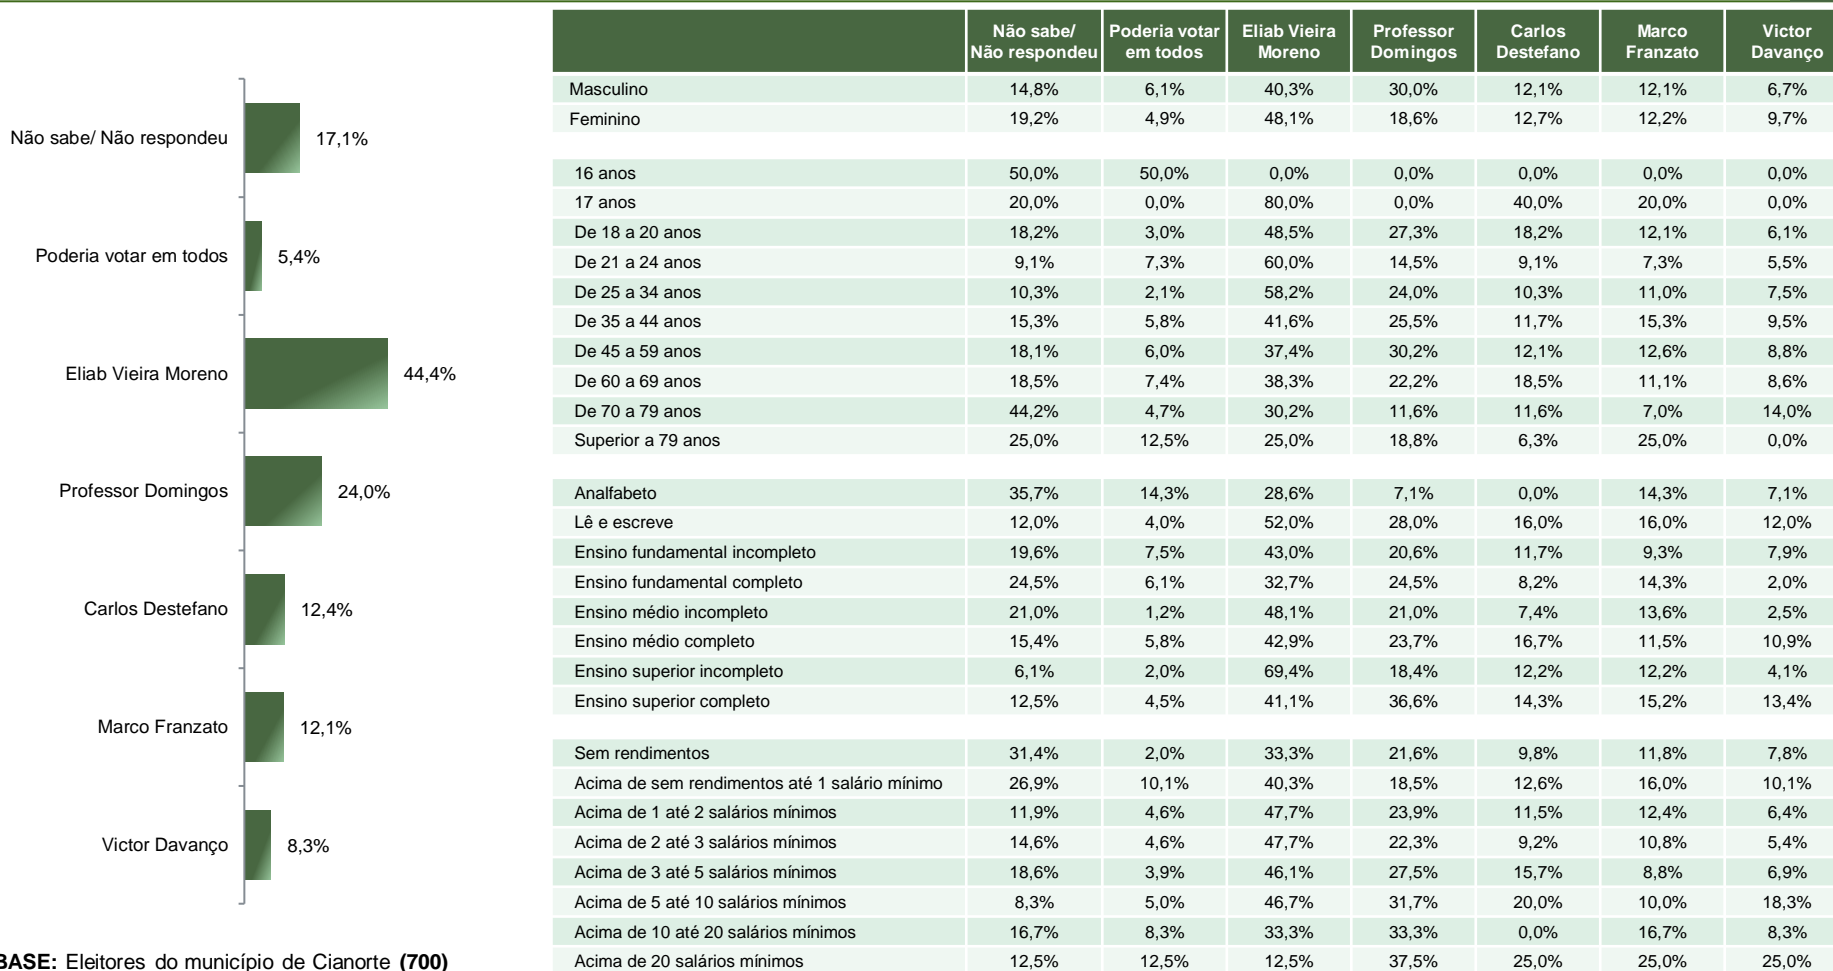 Não sabe/ Não respondeu 17,1%
Poderia votar em todos 5,4%
Eliab Vieira Moreno 44,4%
Professor Domingos 24,0%
Carlos Destefano 12,4%
Marco Franzato 12,1%
Victor Davanço 8,3%
BASE: Eleitores do município de Cianorte (700)
Não sabe/ Não respondeu Poderia votar em todos Eliab Vieira Moreno Professor Domingos Carlos Destefano Marco Franzato Victor Davanço
Masculino 14,8% 6,1% 40,3% 30,0% 12,1% 12,1% 6,7%
Feminino 19,2% 4,9% 48,1% 18,6% 12,7% 12,2% 9,7%
16 anos 50,0% 50,0% 0,0% 0,0% 0,0% 0,0% 0,0%
17 anos 20,0% 0,0% 80,0% 0,0% 40,0% 20,0% 0,0%
De 18 a 20 anos 18,2% 3,0% 48,5% 27,3% 18,2% 12,1% 6,1%
De 21 a 24 anos 9,1% 7,3% 60,0% 14,5% 9,1% 7,3% 5,5%
De 25 a 34 anos 10,3% 2,1% 58,2% 24,0% 10,3% 11,0% 7,5%
De 35 a 44 anos 15,3% 5,8% 41,6% 25,5% 11,7% 15,3% 9,5%
De 45 a 59 anos 18,1% 6,0% 37,4% 30,2% 12,1% 12,6% 8,8%
De 60 a 69 anos 18,5% 7,4% 38,3% 22,2% 18,5% 11,1% 8,6%
De 70 a 79 anos 44,2% 4,7% 30,2% 11,6% 11,6% 7,0% 14,0%
Superior a 79 anos 25,0% 12,5% 25,0% 18,8% 6,3% 25,0% 0,0%
Analfabeto 35,7% 14,3% 28,6% 7,1% 0,0% 14,3% 7,1%
Lê e escreve 12,0% 4,0% 52,0% 28,0% 16,0% 16,0% 12,0%
Ensino fundamental incompleto 19,6% 7,5% 43,0% 20,6% 11,7% 9,3% 7,9%
Ensino fundamental completo 24,5% 6,1% 32,7% 24,5% 8,2% 14,3% 2,0%
Ensino médio incompleto 21,0% 1,2% 48,1% 21,0% 7,4% 13,6% 2,5%
Ensino médio completo 15,4% 5,8% 42,9% 23,7% 16,7% 11,5% 10,9%
Ensino superior incompleto 6,1% 2,0% 69,4% 18,4% 12,2% 12,2% 4,1%
Ensino superior completo 12,5% 4,5% 41,1% 36,6% 14,3% 15,2% 13,4%
Sem rendimentos 31,4% 2,0% 33,3% 21,6% 9,8% 11,8% 7,8%
Acima de sem rendimentos até 1 salário mínimo 26,9% 10,1% 40,3% 18,5% 12,6% 16,0% 10,1%
Acima de 1 até 2 salários mínimos 11,9% 4,6% 47,7% 23,9% 11,5% 12,4% 6,4%
Acima de 2 até 3 salários mínimos 14,6% 4,6% 47,7% 22,3% 9,2% 10,8% 5,4%
Acima de 3 até 5 salários mínimos 18,6% 3,9% 46,1% 27,5% 15,7% 8,8% 6,9%
Acima de 5 até 10 salários mínimos 8,3% 5,0% 46,7% 31,7% 20,0% 10,0% 18,3%
Acima de 10 até 20 salários mínimos 16,7% 8,3% 33,3% 33,3% 0,0% 16,7% 8,3%
Acima de 20 salários mínimos 12,5% 12,5% 12,5% 37,5% 25,0% 25,0% 25,0%